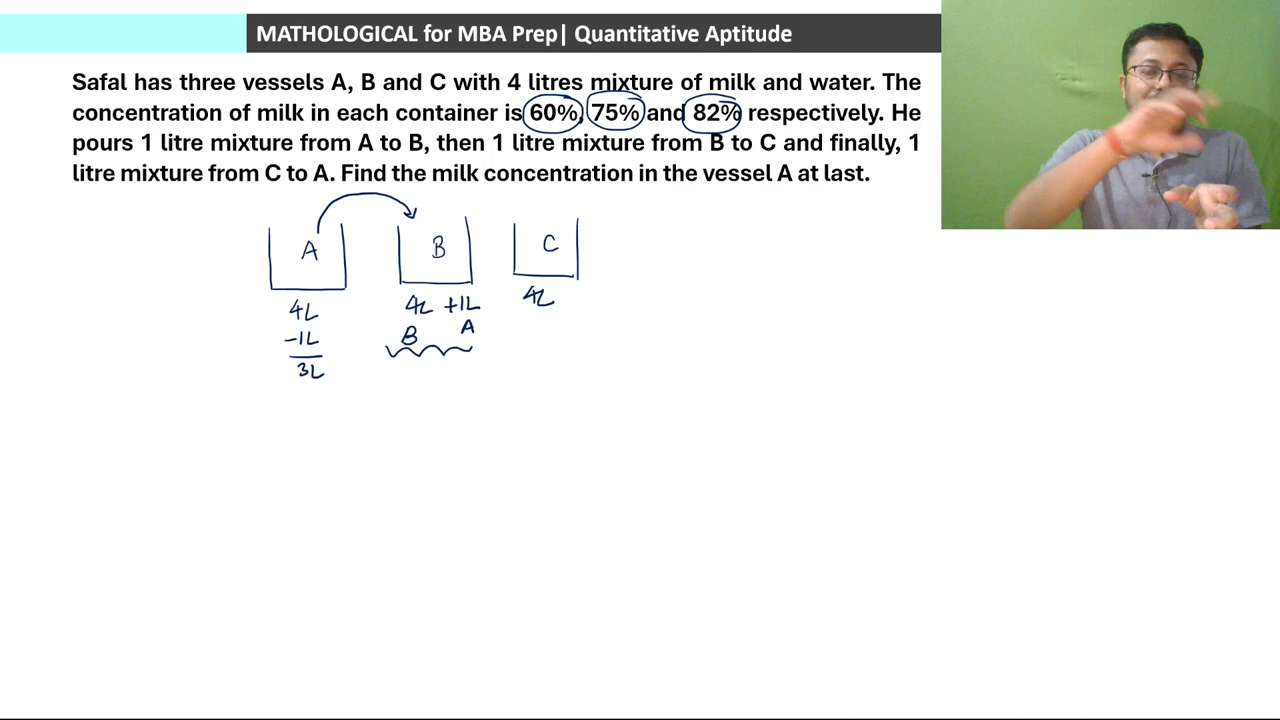 MATHOLOGICAL for MBA Prep| Quantitative Aptitude
Safal has three vessels A, B and C with 4 litres mixture of milk and water. The
concentration of milk in each container is 60%, 75% and 82% respectively. He
pours 1 litre mixture from A to B, then 1 litre mixture from B to C and finally, 1
litre mixture from C to A. Find the milk concentration in the vessel A at last.
A B C
4L 4L +1L 4L
-1L B A
3L